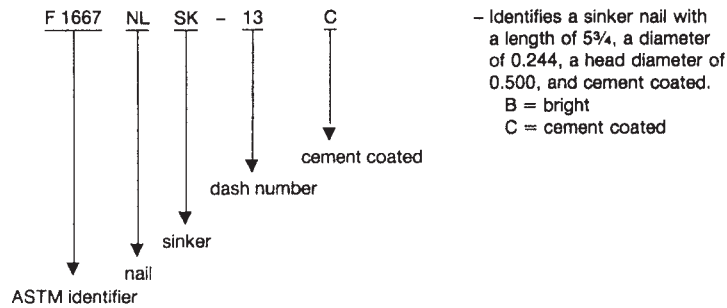 F 1667 NL SK - 13 C
– Identifies a sinker nail with
a length of 5¾, a diameter
of 0.244, a head diameter of
0.500, and cement coated.
B = bright
C = cement coated
cement coated
dash number
sinker
nail
ASTM identifier